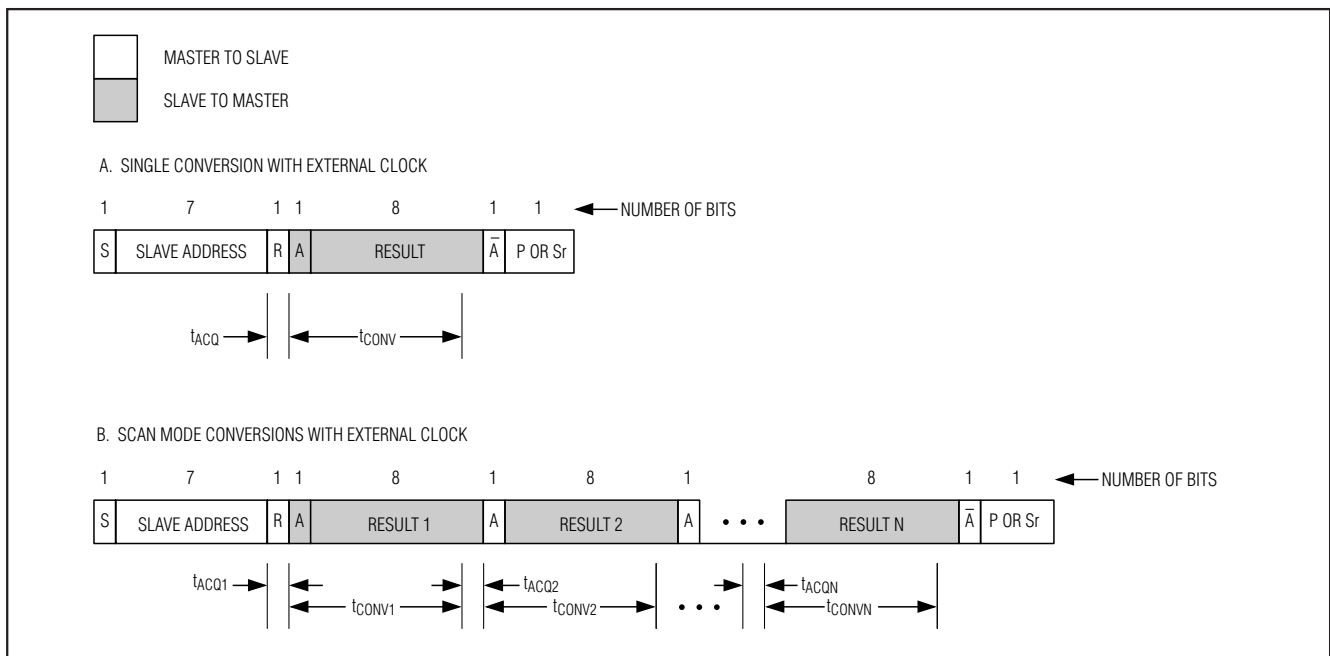 MASTER TO SLAVE
SLAVE TO MASTER
A. SINGLE CONVERSION WITH EXTERNAL CLOCK
1 7 1 1 8 1 1 NUMBER OF BITS
S SLAVE ADDRESS R A RESULT A̅ P OR Sr
tACQ tCONV
B. SCAN MODE CONVERSIONS WITH EXTERNAL CLOCK
1 7 1 1 8 1 8 1 8 1 1 NUMBER OF BITS
S SLAVE ADDRESS R A RESULT 1 A RESULT 2 A • • • RESULT N A̅ P OR Sr
tACQ1 tACQ2 tACQN
tCONV1 tCONV2 • • • tCONVN